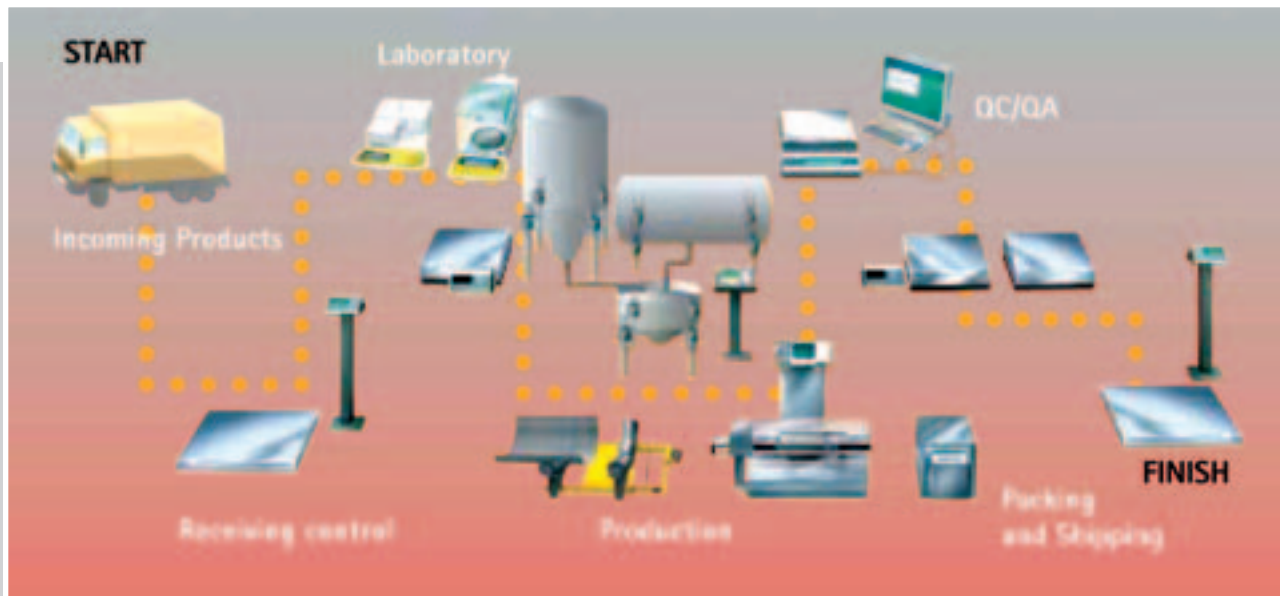 START
Laboratory
QC/QA
Incoming Products
Receiving control
Production
FINISH
Packing
and Shipping